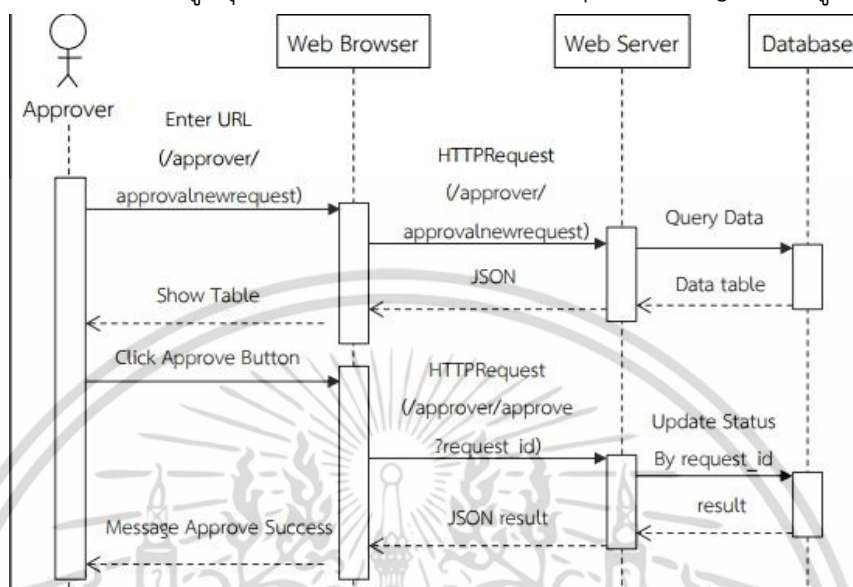 Web Browser
Web Server
Database
Approver
Enter URL
(/approver/
approvalnewrequest)
HTTPRequest
(/approver/
approvalnewrequest)
Query Data
Data table
JSON
Show Table
Click Approve Button
HTTPRequest
(/approver/approve
?request_id)
Update Status
By request_id
result
JSON result
Message Approve Success